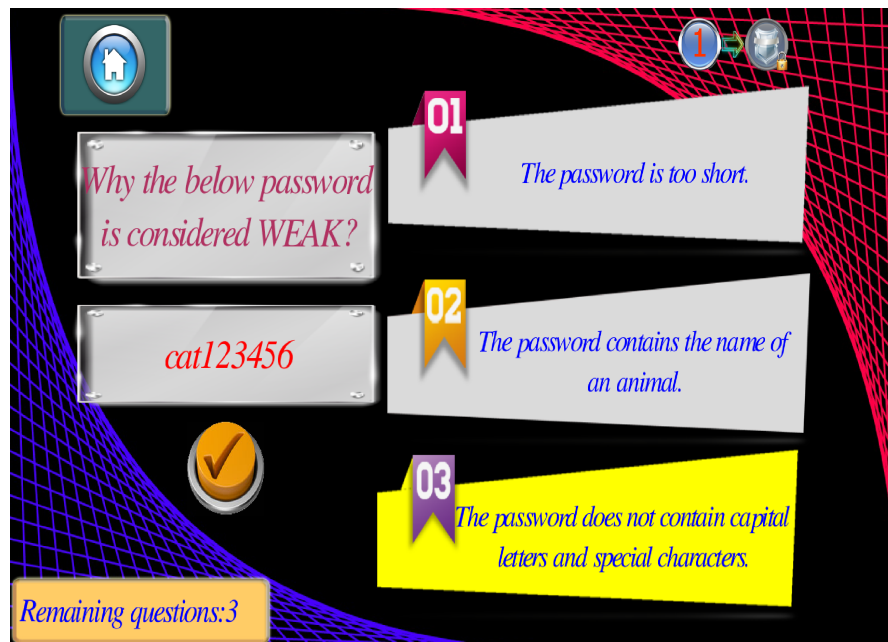 1
Why the below password
is considered WEAK?
cat123456
01
The password is too short.
02
The password contains the name of
an animal.
03
The password does not contain capital
letters and special characters.
Remaining questions:3